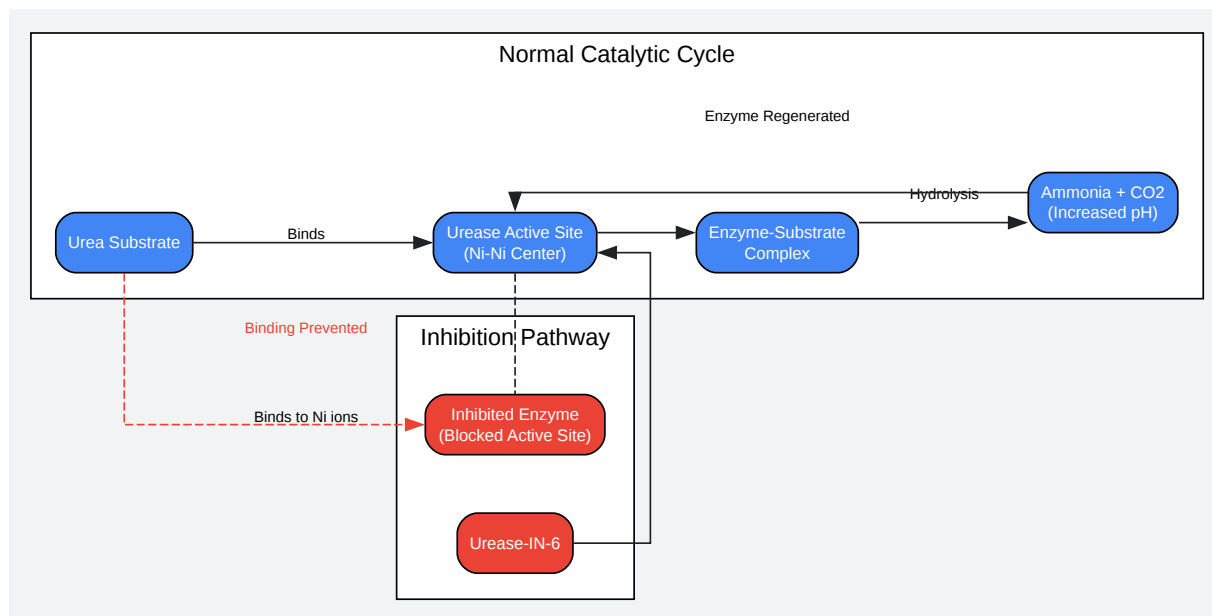 Normal Catalytic Cycle
Enzyme Regenerated
Hydrolysis
Ammonia + CO2
(Increased pH)
Urea Substrate
Binds
Urease Active Site
(Ni-Ni Center)
Enzyme-Substrate
Complex
Binding Prevented
Inhibition Pathway
Binds to Ni ions
Inhibited Enzyme
(Blocked Active Site)
Urease-IN-6